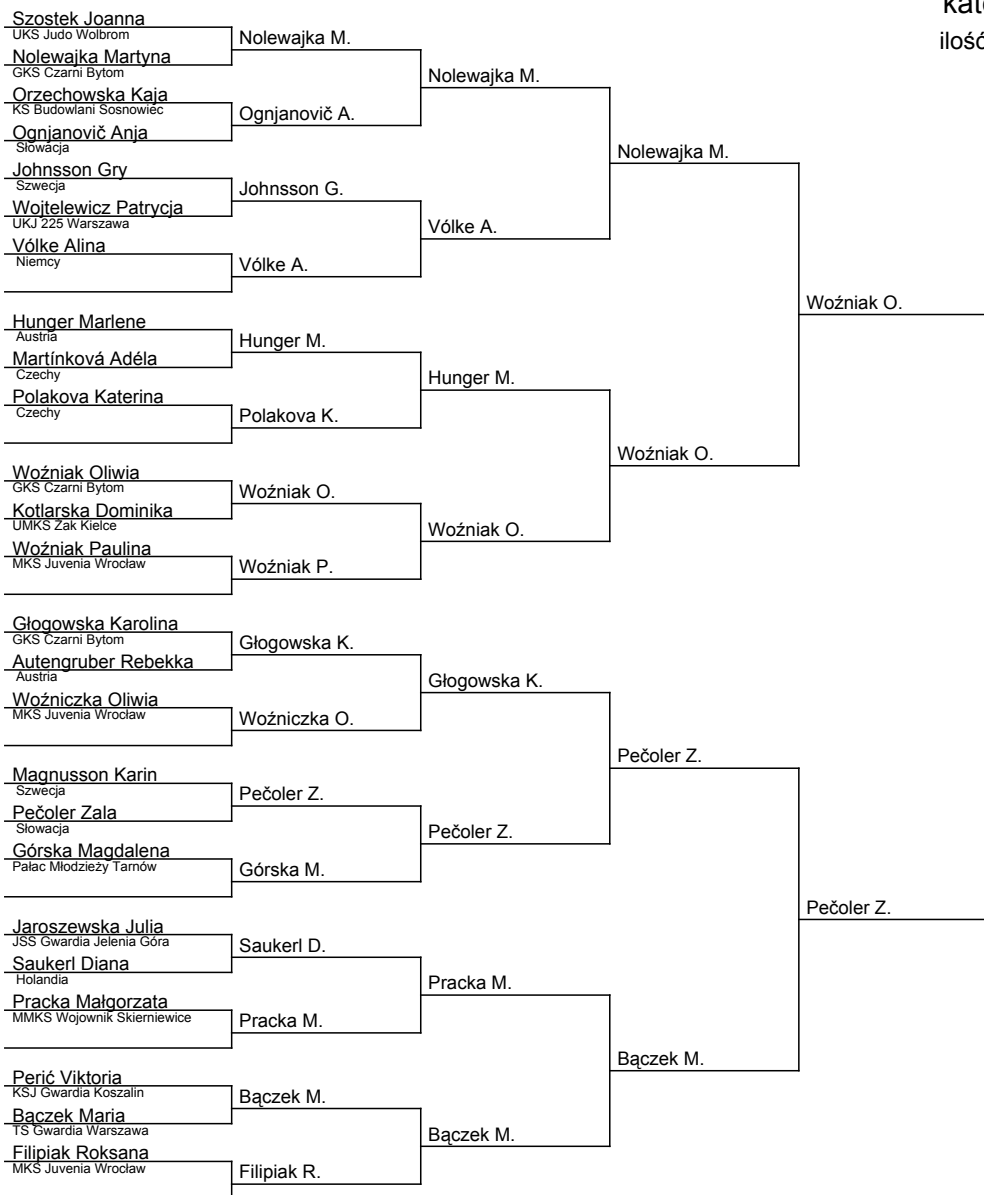 kat
ilość
Szostek Joanna
UKS Judo Wolbrom
Nolewajka Martyna
GKS Czarni Bytom
Orzechowska Kaja
KS Budowlani Sosnowiec
Ognjanovič Anja
Słowacja
Johnsson Gry
Szwecja
Wojtelewicz Patrycja
UKJ 225 Warszawa
Vólke Alina
Niemcy
Hunger Marlene
Austria
Martínková Adéla
Czechy
Polakova Katerina
Czechy
Woźniak Oliwia
GKS Czarni Bytom
Kotlarska Dominika
UMKS Żak Kielce
Woźniak Paulina
MKS Juvenia Wrocław
Głogowska Karolina
GKS Czarni Bytom
Autengruber Rebekka
Austria
Woźniczka Oliwia
MKS Juvenia Wrocław
Magnusson Karin
Szwecja
Pečoler Zala
Słowacja
Górska Magdalena
Pałac Młodzieży Tarnów
Jaroszewska Julia
JSS Gwardia Jelenia Góra
Saukerl Diana
Holandia
Pracka Małgorzata
MMKS Wojownik Skierniewice
Perić Viktoria
KSJ Gwardia Koszalin
Bączek Maria
TS Gwardia Warszawa
Filipiak Roksana
MKS Juvenia Wrocław
Nolewajka M.
Ognjanovič A.
Johnsson G.
Vólke A.
Hunger M.
Polakova K.
Woźniak O.
Woźniak P.
Głogowska K.
Woźniczka O.
Pečoler Z.
Górska M.
Saukerl D.
Pracka M.
Bączek M.
Filipiak R.
Nolewajka M.
Vólke A.
Hunger M.
Woźniak O.
Głogowska K.
Pečoler Z.
Pracka M.
Bączek M.
Nolewajka M.
Woźniak O.
Pečoler Z.
Bączek M.
Woźniak O.
Pečoler Z.